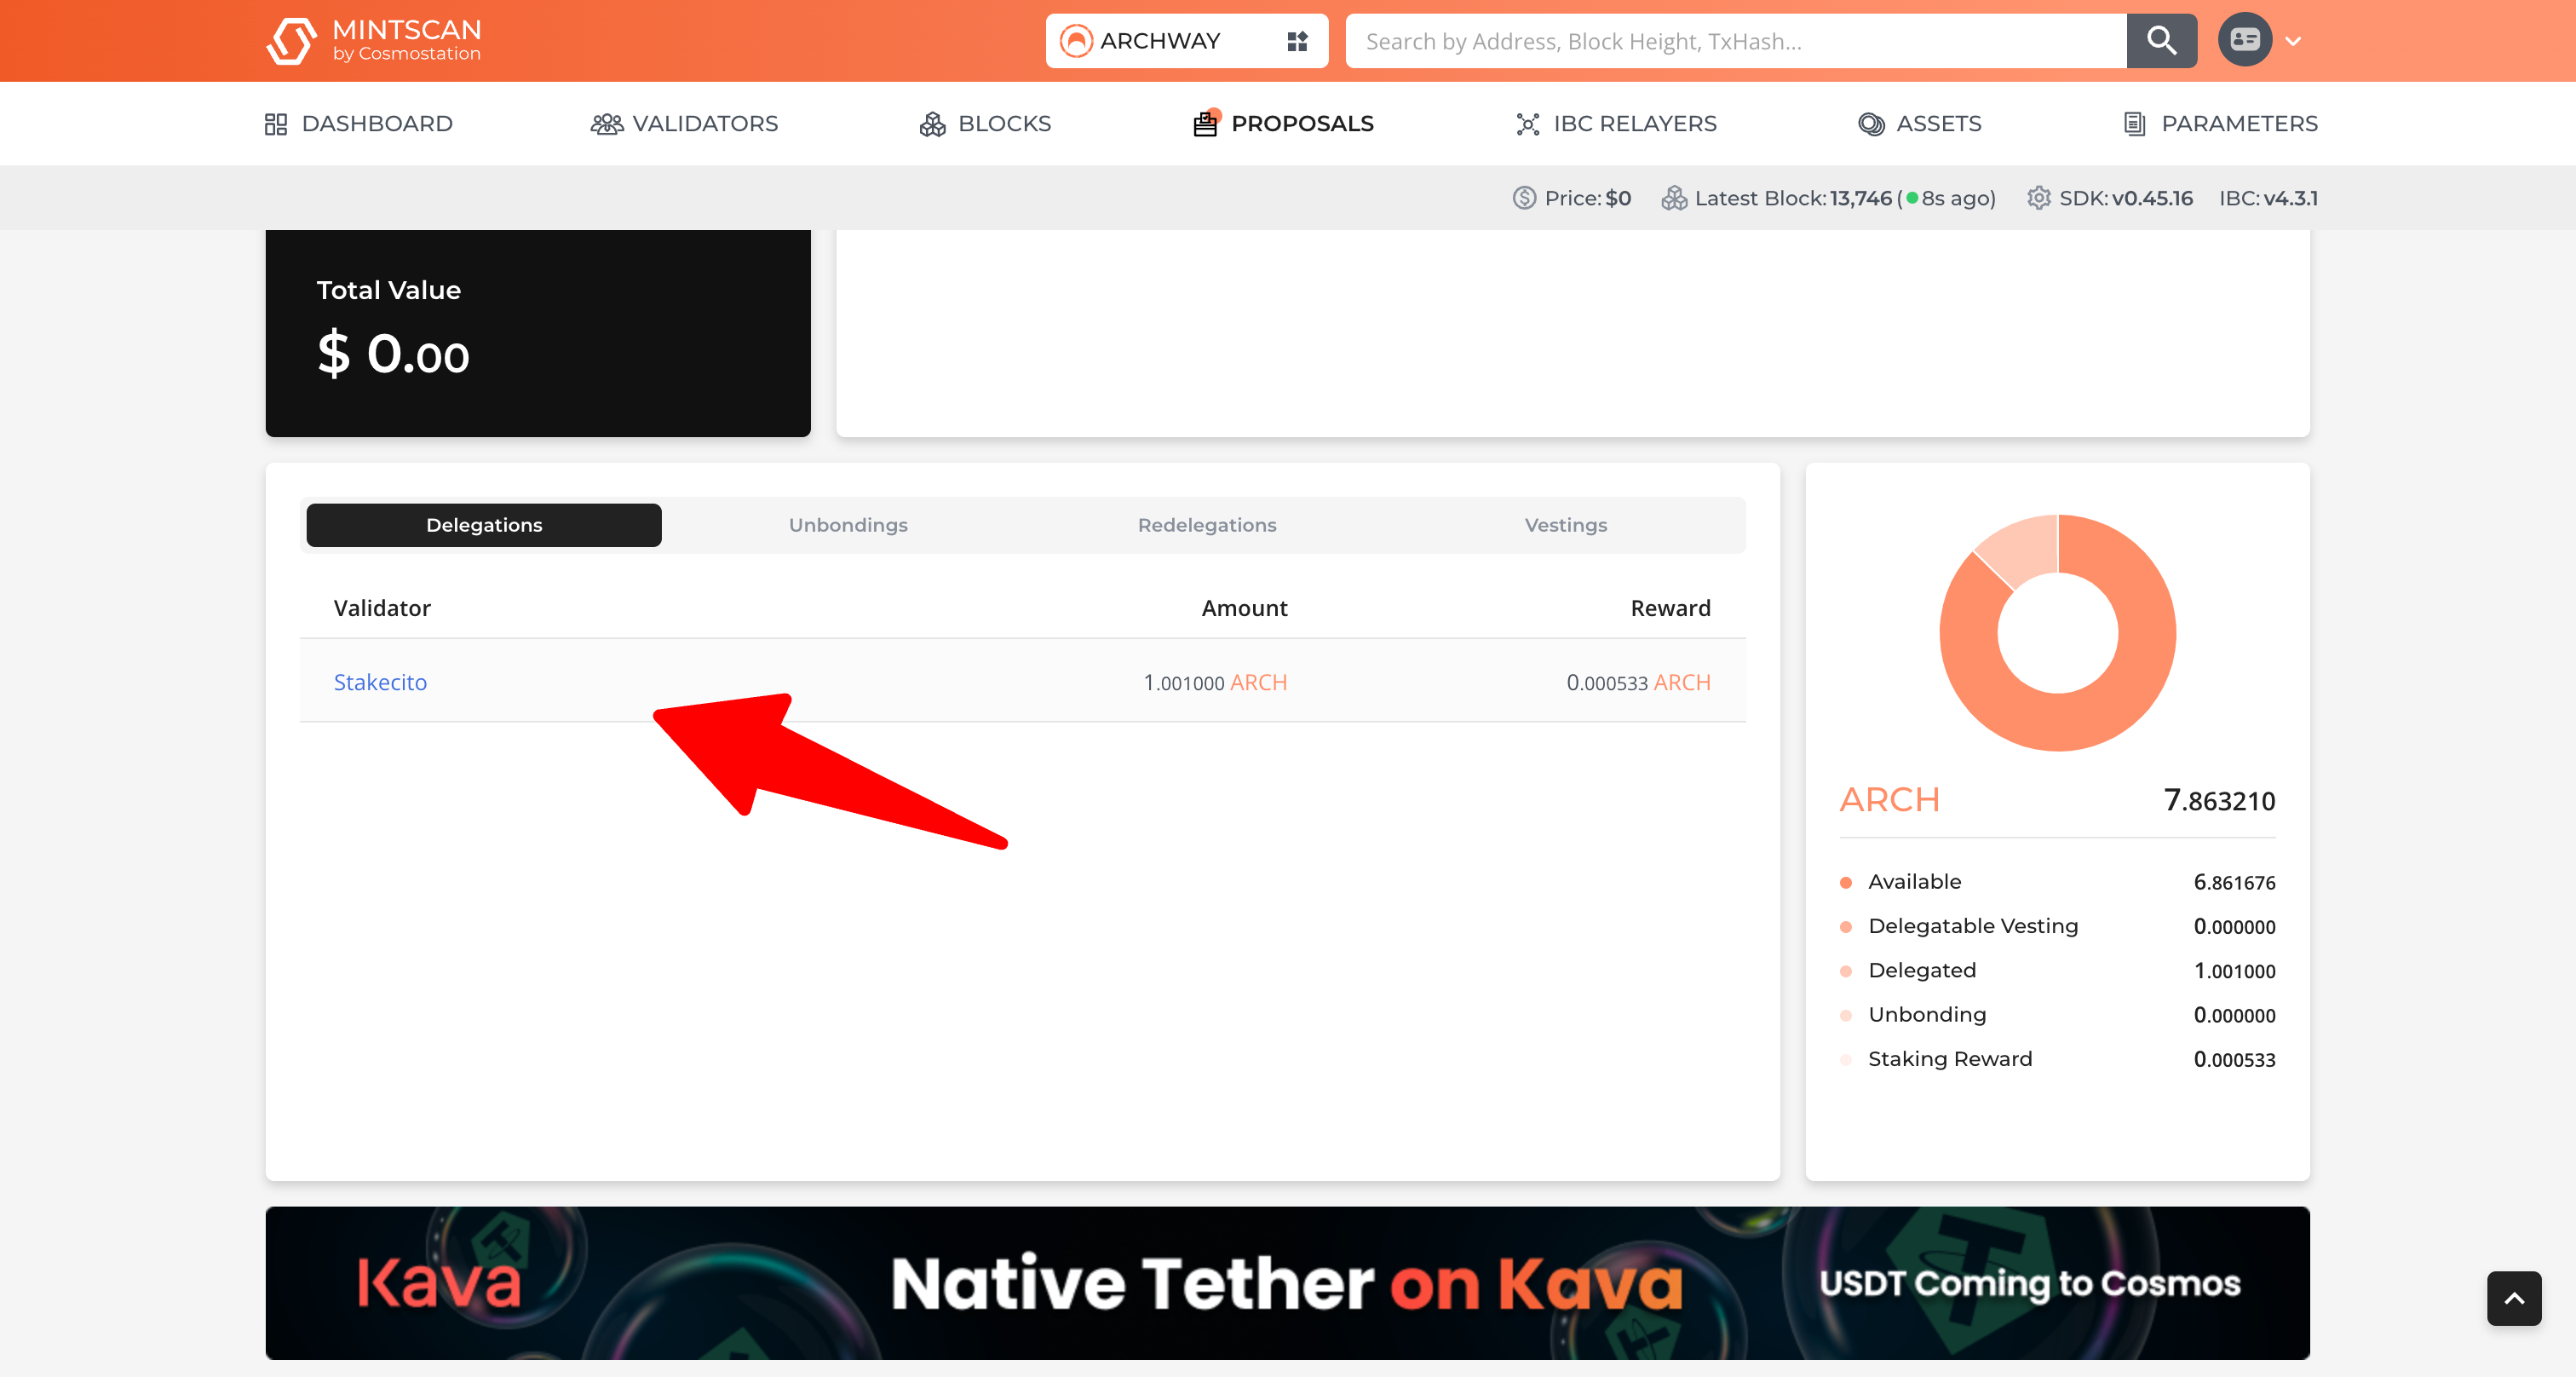 MINTSCAN
by Cosmostation
ARCHWAY
Search by Address, Block Height, TxHash...
DASHBOARD
VALIDATORS
BLOCKS
PROPOSALS
IBC RELAYERS
ASSETS
PARAMETERS
Price: $0
Latest Block: 13,746 (8s ago)
SDK: v0.45.16
IBC: v4.3.1
Total Value
$ 0.00
Delegations
Unbondings
Redelegations
Vestings
Validator Amount Reward
Stakecito 1.001000 ARCH 0.000533 ARCH
ARCH 7.863210
Available 6.861676
Delegatable Vesting 0.000000
Delegated 1.001000
Unbonding 0.000000
Staking Reward 0.000533
Kava
Native Tether on Kava
USDT Coming to Cosmos